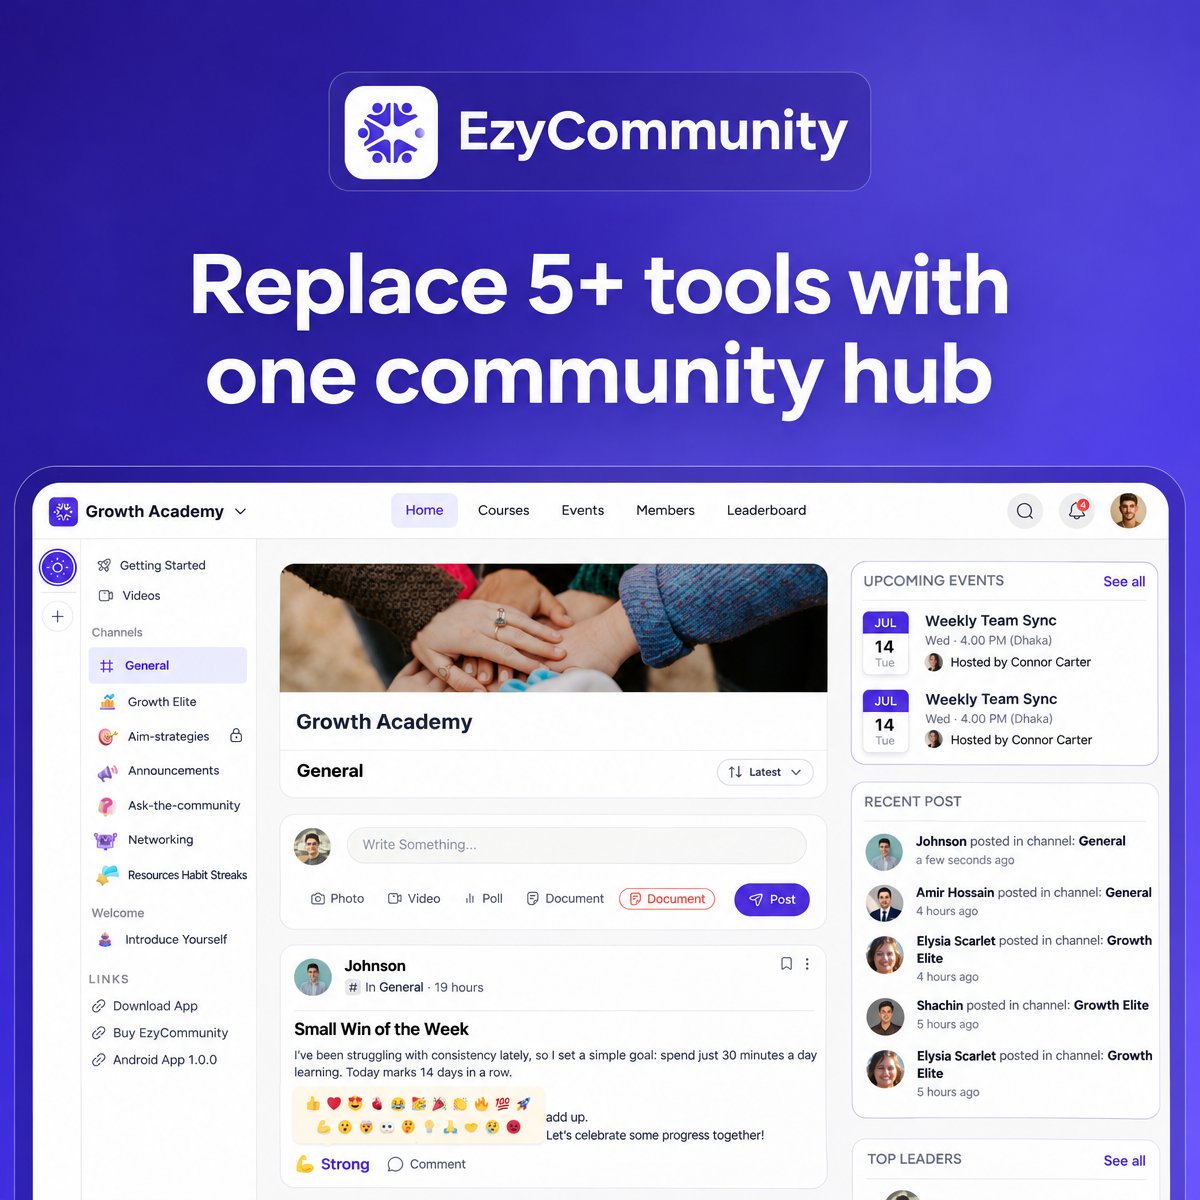 EzyCommunity
Replace 5+ tools with
one community hub
Growth Academy
Home Courses Events Members Leaderboard
4
Getting Started
Videos
Channels
General
Growth Elite
Aim-strategies
Announcements
Ask-the-community
Networking
Resources Habit Streaks
Welcome
Introduce Yourself
LINKS
Download App
Buy EzyCommunity
Android App 1.0.0
Growth Academy
General
Latest
Write Something...
Photo Video Poll Document Document Post
Johnson
# In General · 19 hours
Small Win of the Week
I've been struggling with consistency lately, so I set a simple goal: spend just 30 minutes a day
learning. Today marks 14 days in a row.
100
add up.
Let's celebrate some progress together!
Strong Comment
UPCOMING EVENTS See all
JUL
14
Tue
Weekly Team Sync
Wed · 4.00 PM (Dhaka)
Hosted by Connor Carter
JUL
14
Tue
Weekly Team Sync
Wed · 4.00 PM (Dhaka)
Hosted by Connor Carter
RECENT POST
Johnson posted in channel: General
a few seconds ago
Amir Hossain posted in channel: General
4 hours ago
Elysia Scarlet posted in channel: Growth
Elite
4 hours ago
Shachin posted in channel: Growth Elite
5 hours ago
Elysia Scarlet posted in channel: Growth
Elite
5 hours ago
TOP LEADERS See all